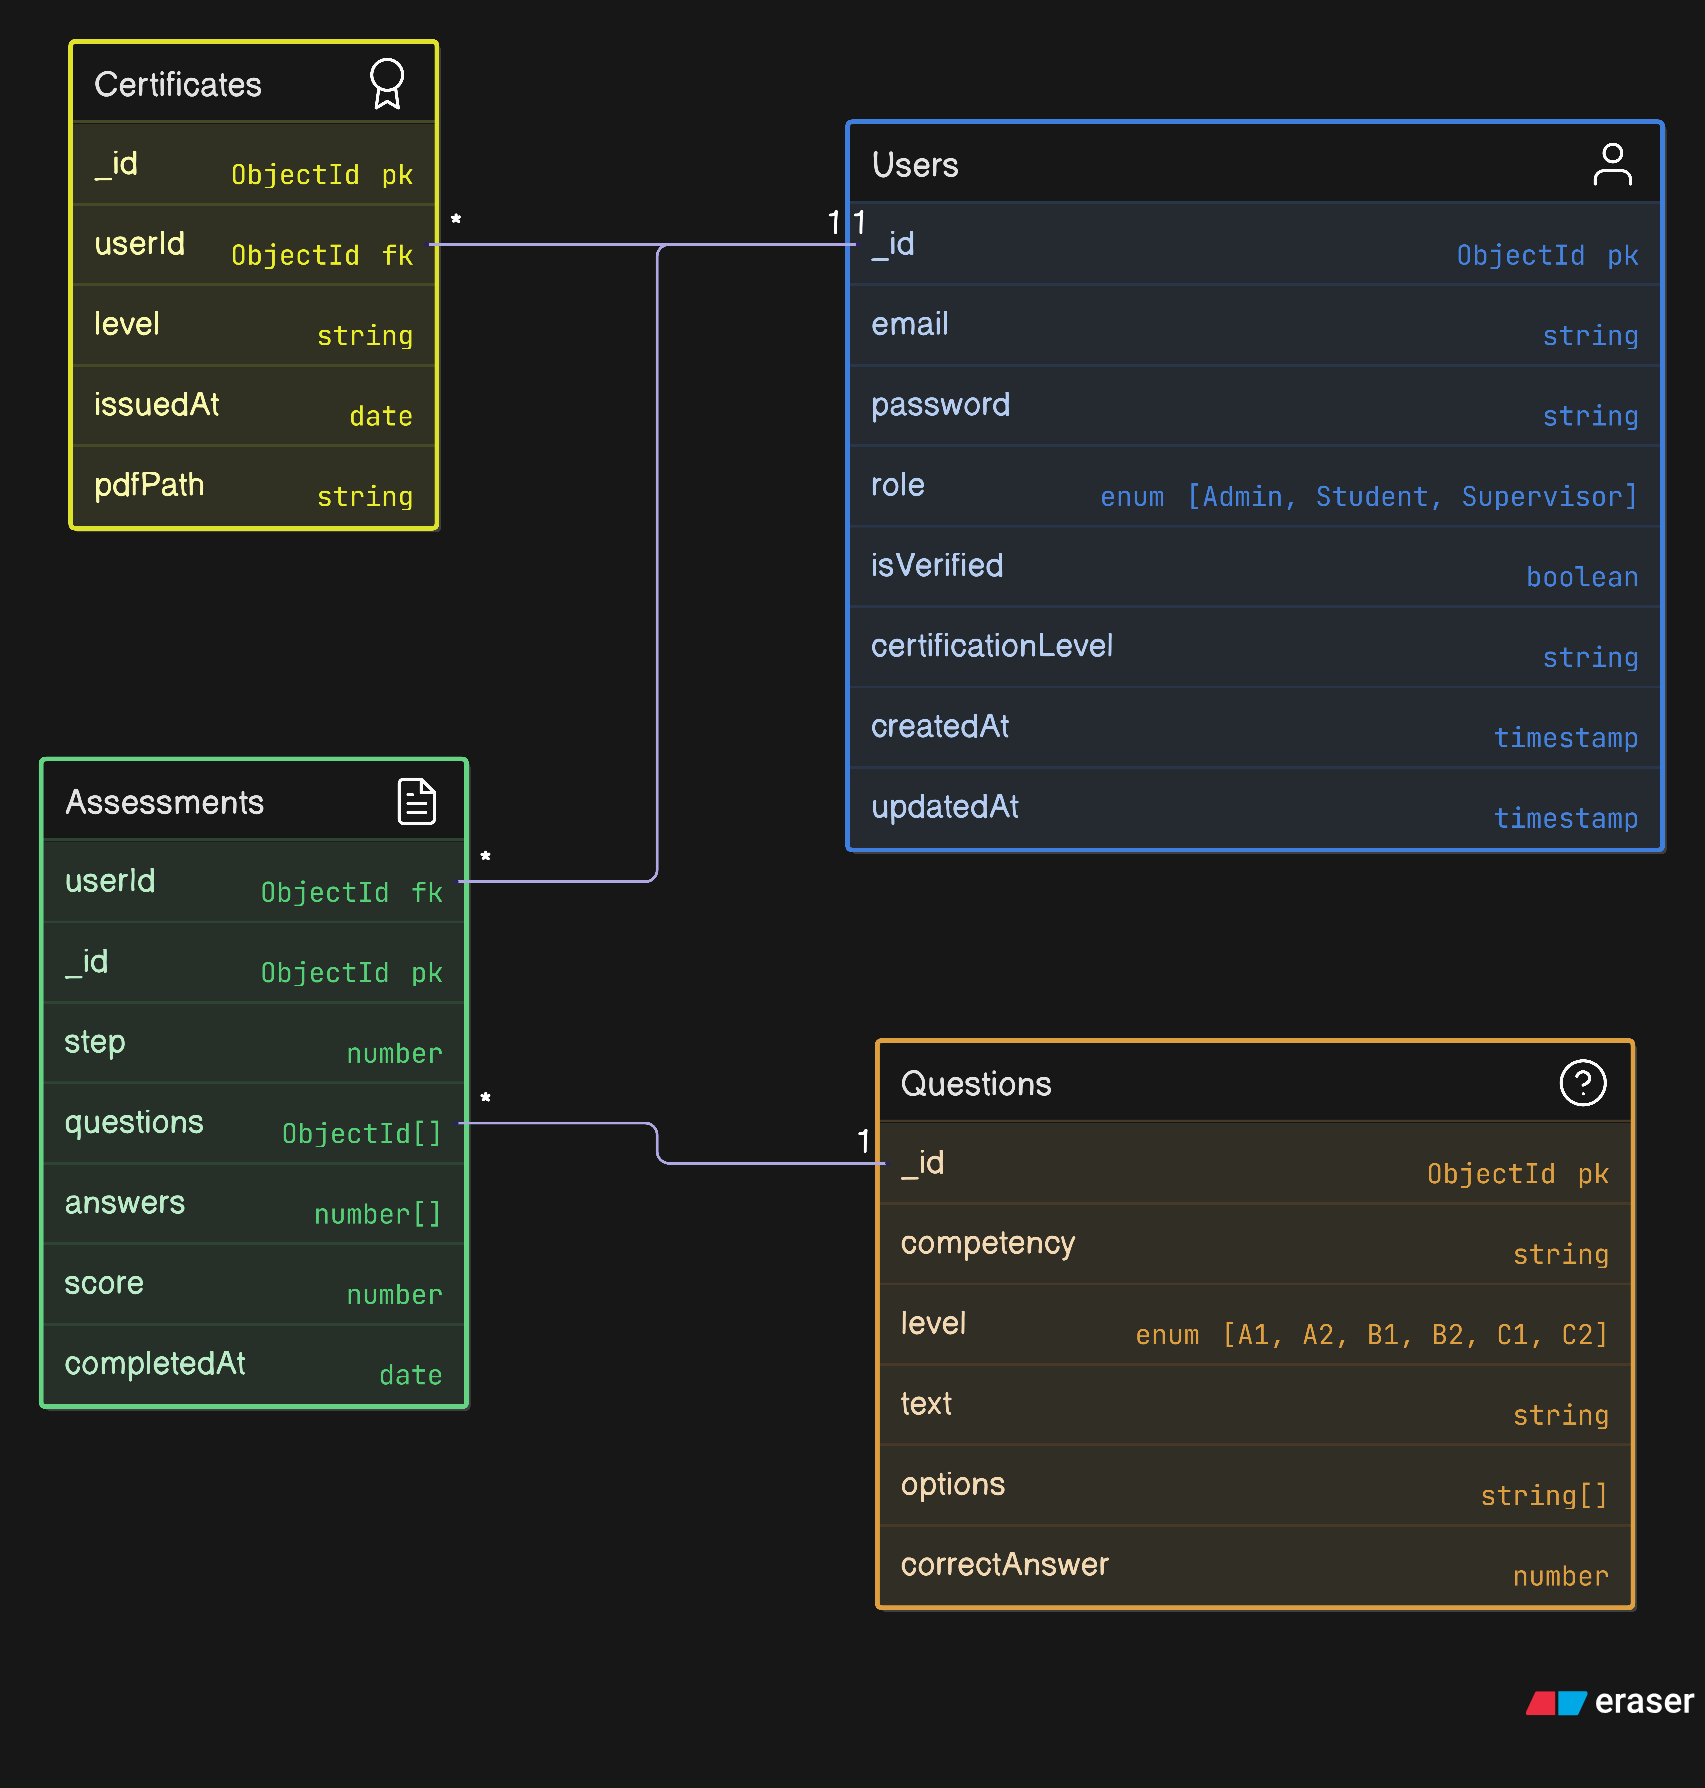 Certificates
_id ObjectId pk
userId ObjectId fk
level string
issuedAt date
pdfPath string
*
1 1
Users
_id ObjectId pk
email string
password string
role enum [Admin, Student, Supervisor]
isVerified boolean
certificationLevel string
createdAt timestamp
updatedAt timestamp
Assessments
userId ObjectId fk
_id ObjectId pk
step number
questions ObjectId[]
answers number[]
score number
completedAt date
*
*
1
Questions
_id ObjectId pk
competency string
level enum [A1, A2, B1, B2, C1, C2]
text string
options string[]
correctAnswer number
eraser